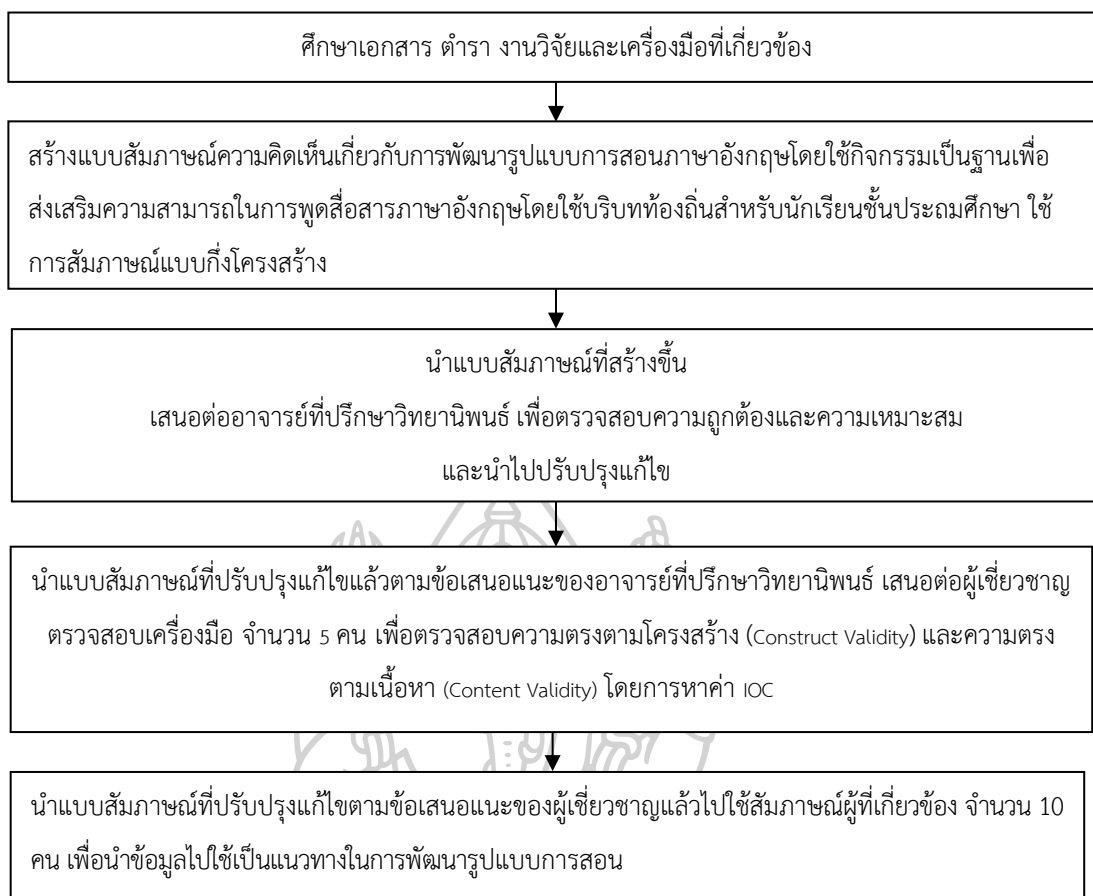 ศึกษาเอกสาร ตำรา งานวิจัยและเครื่องมือที่เกี่ยวข้อง
สร้างแบบสัมภาษณ์ความคิดเห็นเกี่ยวกับการพัฒนารูปแบบการสอนภาษาอังกฤษโดยใช้กิจกรรมเป็นฐานเพื่อ
ส่งเสริมความสามารถในการพูดสื่อสารภาษาอังกฤษโดยใช้บริบทท้องถิ่นสำหรับนักเรียนชั้นประถมศึกษา ใช้
การสัมภาษณ์แบบกึ่งโครงสร้าง
นำแบบสัมภาษณ์ที่สร้างขึ้น
เสนอต่ออาจารย์ที่ปรึกษาวิทยานิพนธ์ เพื่อตรวจสอบความถูกต้องและความเหมาะสม
และนำไปปรับปรุงแก้ไข
นำแบบสัมภาษณ์ที่ปรับปรุงแก้ไขแล้วตามข้อเสนอแนะของอาจารย์ที่ปรึกษาวิทยานิพนธ์ เสนอต่อผู้เชี่ยวชาญ
ตรวจสอบเครื่องมือ จำนวน 5 คน เพื่อตรวจสอบความตรงตามโครงสร้าง (Construct Validity) และความตรง
ตามเนื้อหา (Content Validity) โดยการหาค่า IOC
นำแบบสัมภาษณ์ที่ปรับปรุงแก้ไขตามข้อเสนอแนะของผู้เชี่ยวชาญแล้วไปใช้สัมภาษณ์ผู้ที่เกี่ยวข้อง จำนวน 10
คน เพื่อนำข้อมูลไปใช้เป็นแนวทางในการพัฒนารูปแบบการสอน